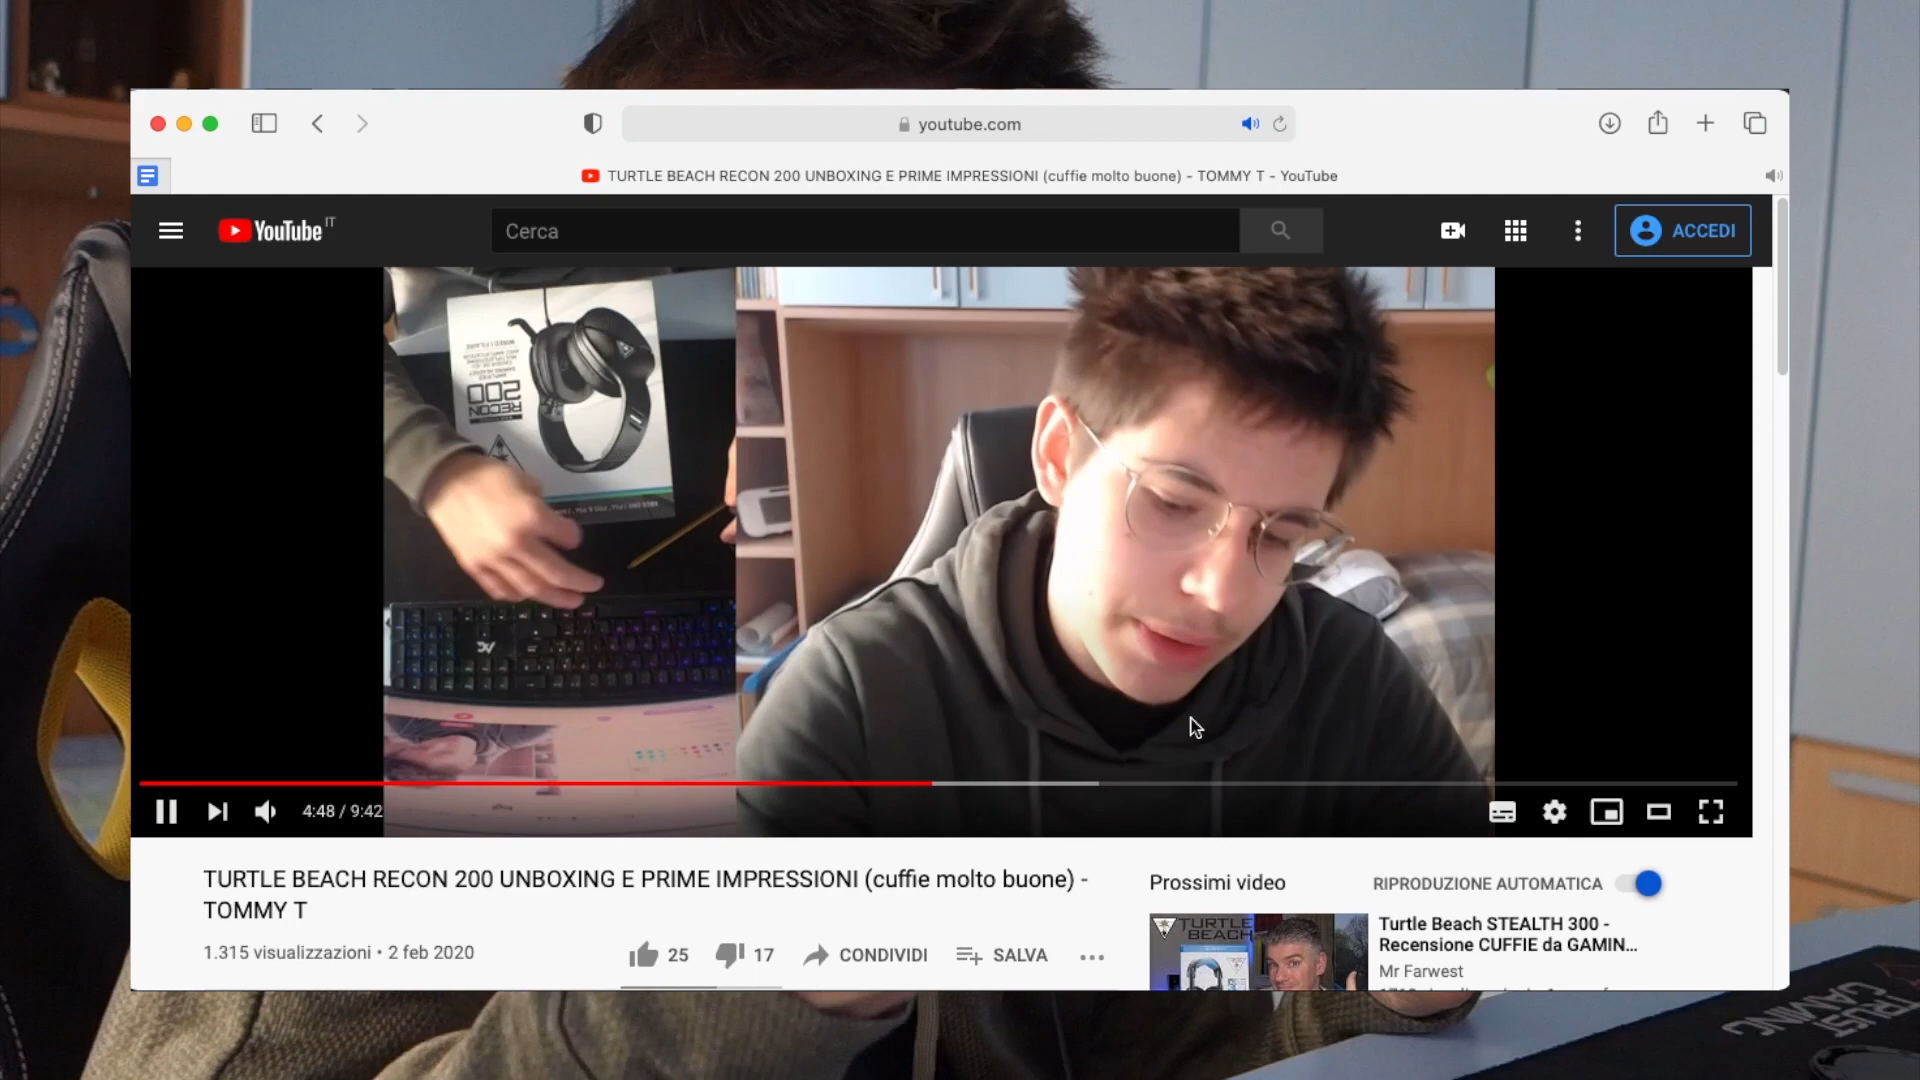 youtube.com
TURTLE BEACH RECON 200 UNBOXING E PRIME IMPRESSIONI (cuffie molto buone) - TOMMY T - YouTube
YouTube IT
Cerca
ACCEDI
RECON
200
4:48 / 9:42
TURTLE BEACH RECON 200 UNBOXING E PRIME IMPRESSIONI (cuffie molto buone) -
TOMMY T
1.315 visualizzazioni • 2 feb 2020
25
17
CONDIVIDI
SALVA
Prossimi video
RIPRODUZIONE AUTOMATICA
TURTLE
BEACH
Turtle Beach STEALTH 300 -
Recensione CUFFIE da GAMIN...
Mr Farwest
TRUST
GAMING